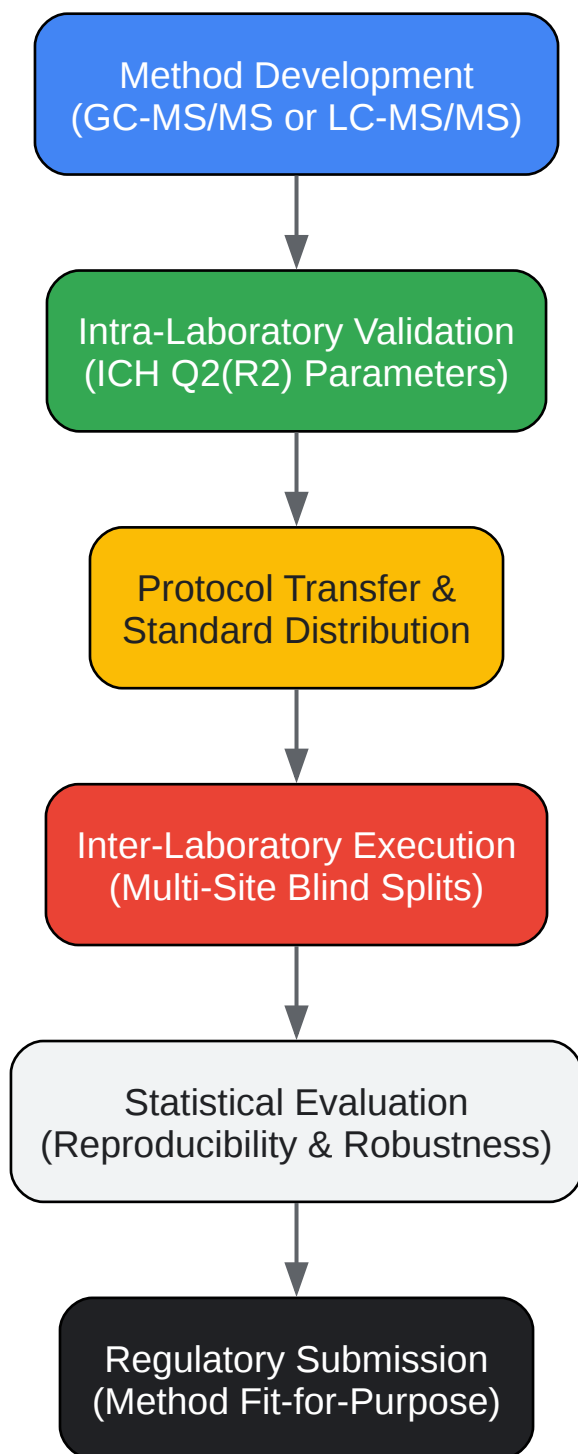 Method Development
(GC-MS/MS or LC-MS/MS)
Intra-Laboratory Validation
(ICH Q2(R2) Parameters)
Protocol Transfer &
Standard Distribution
Inter-Laboratory Execution
(Multi-Site Blind Splits)
Statistical Evaluation
(Reproducibility & Robustness)
Regulatory Submission
(Method Fit-for-Purpose)